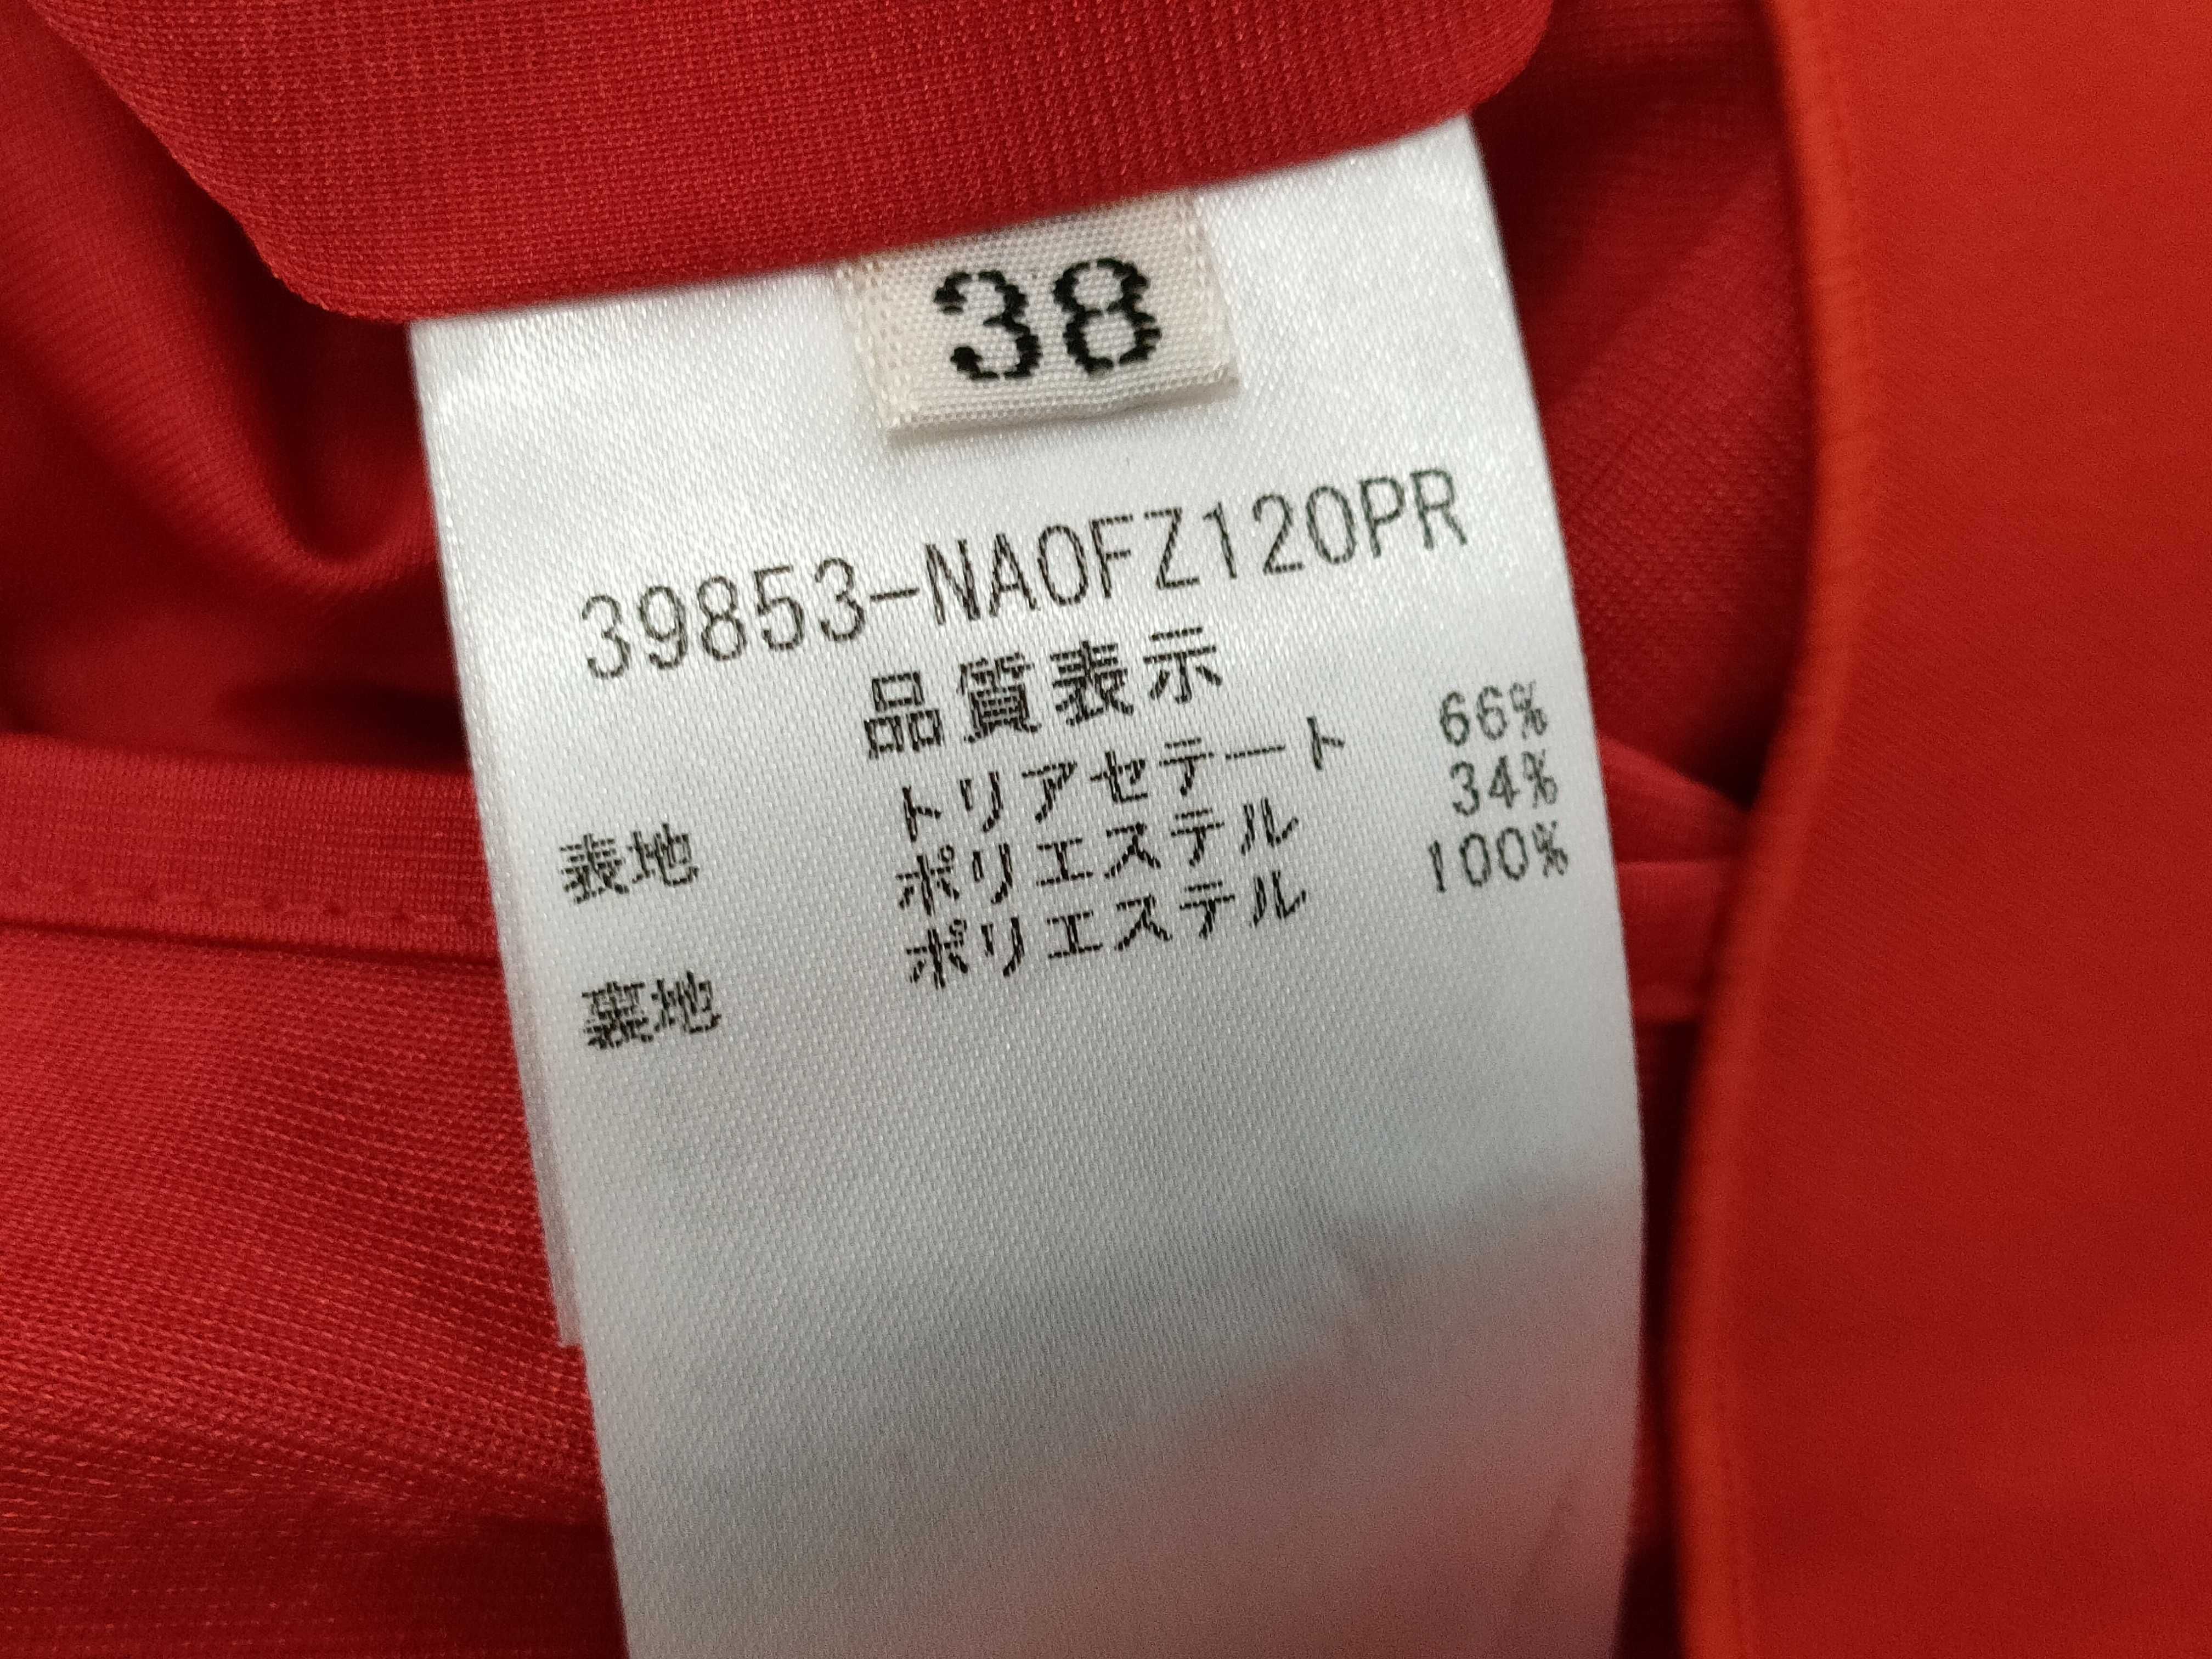 38
39853-NA0FZ120PR
品質表示
表地 トリアセテート 66%
ポリエステル 34%
裏地 ポリエステル 100%